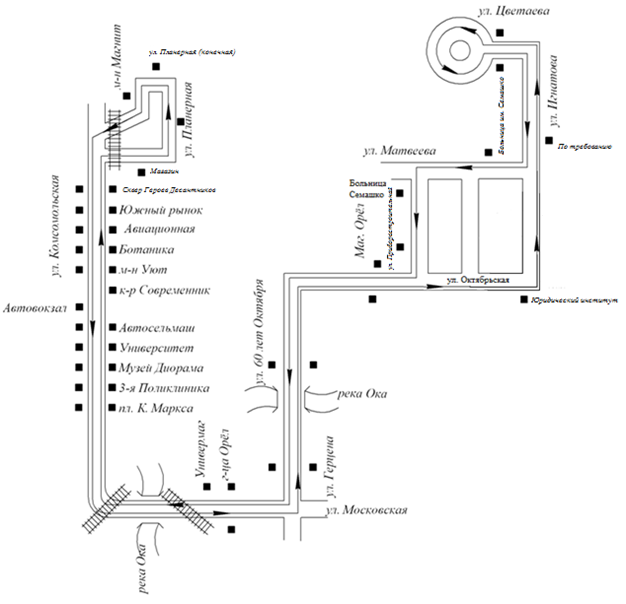 ул. Цветаева
ул. Планерная (конечная)
м-н Магнит
ул. Планерная
ул. Игнатова
Больница им. Семашко
По требованию
ул. Матвеева
Магазин
Больница
Семашко
ул. Комсомольская
Сквер Героев Десантников
Южный рынок
Авиационная
Ботаника
м-н Уют
к-р Современник
Маг. Орёл
ул. Приборостроительная
ул. Октябрьская
Юридический институт
Автовокзал
Автосельмаш
Университет
Музей Диорама
3-я Поликлиника
пл. К. Маркса
ул. 60 лет Октября
река Ока
Универмаг
г-ца Орёл
ул. Герцена
ул. Московская
река Ока